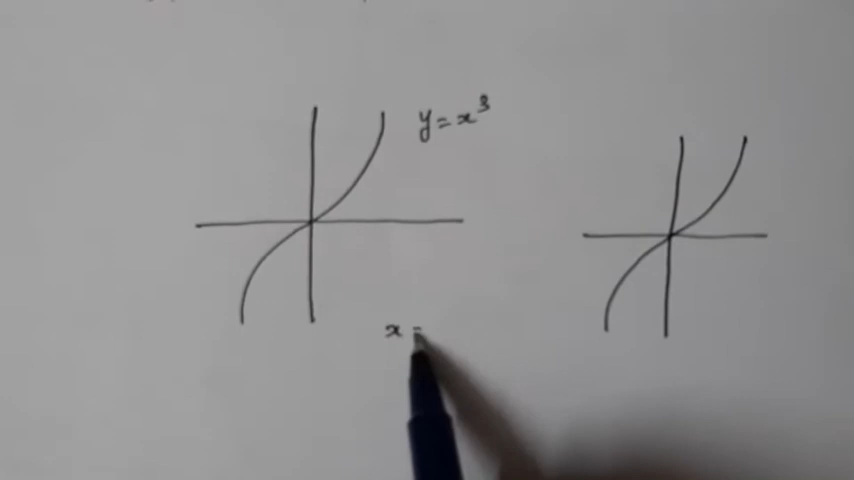 y = x³
x =